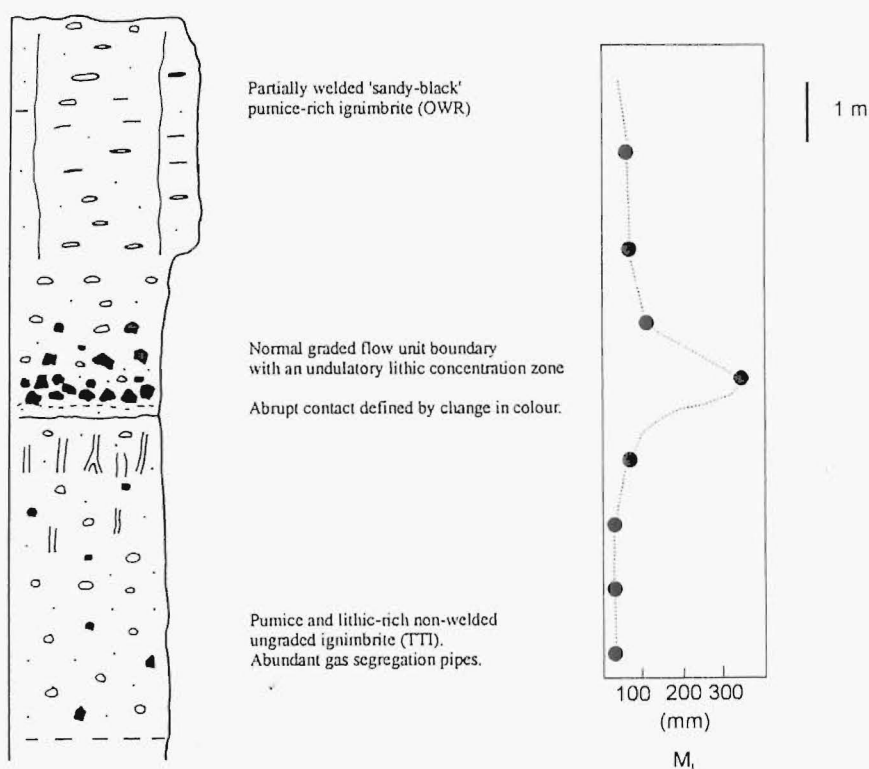 Partially welded 'sandy-black'
pumice-rich ignimbrite (OWR)
1 m
Normal graded flow unit boundary
with an undulatory lithic concentration zone
Abrupt contact defined by change in colour.
Pumice and lithic-rich non-welded
ungraded ignimbrite (TTI).
Abundant gas segregation pipes.
100 200 300
(mm)
M